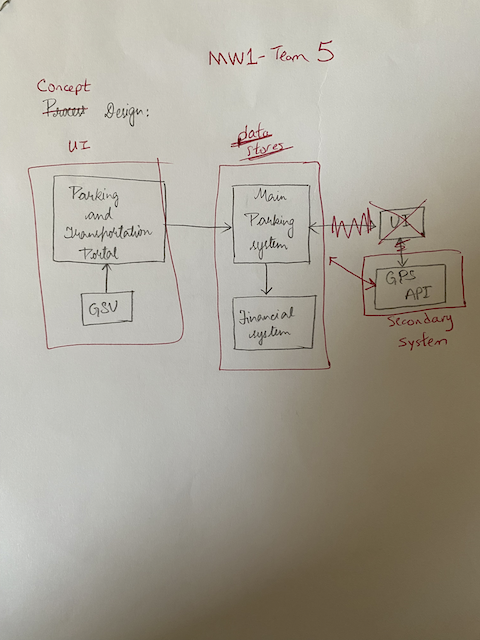 MW1 - Team 5
Concept
Process Design:
UI
data
stores
Parking
and
Transportation
Portal
GSU
Main
Parking
system
Financial
system
UI
GPS
API
Secondary
system